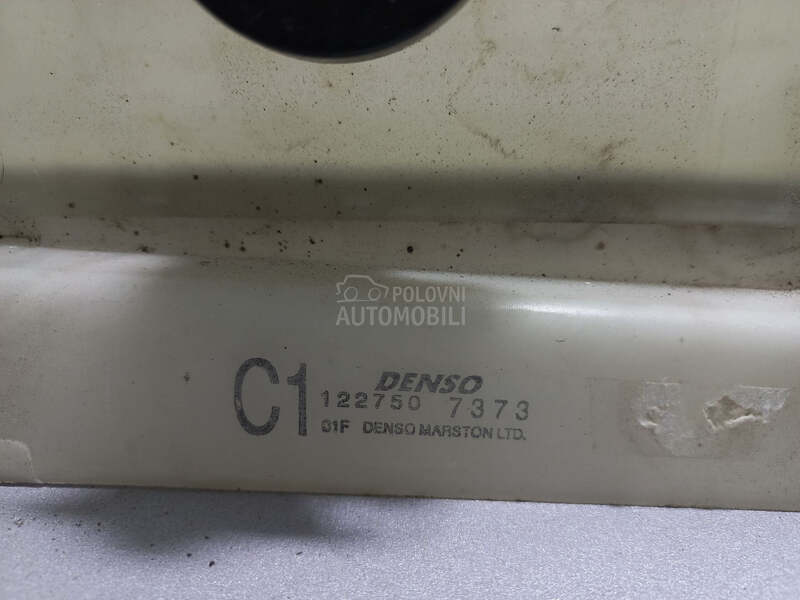 POLOVNI
AUTOMOBILI
C1
DENSO
122750 7373
01F DENSO MARSTON LTD.